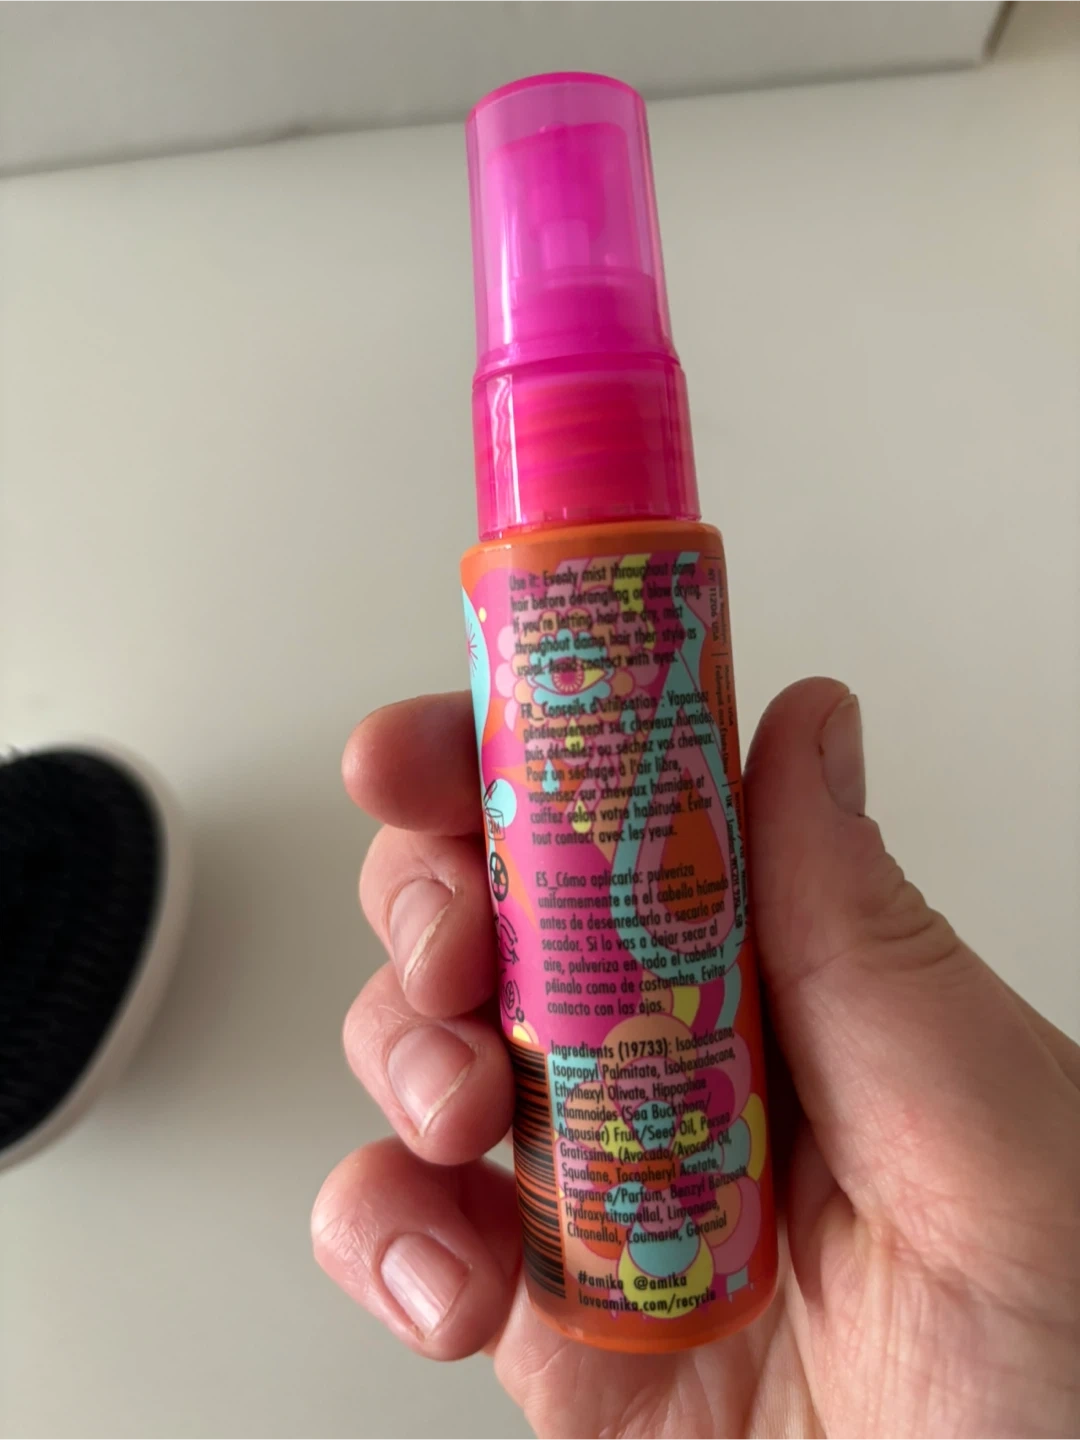 Use it: Evenly mist throughout damp
hair before detangling or blow drying.
If you're letting hair air dry, mist
throughout damp hair then style as
usual. Avoid contact with eyes.
FR_Conseils d'utilisation : Vaporisez
généreusement sur cheveux humides,
puis démêlez ou séchez vos cheveux.
Pour un séchage à l'air libre,
vaporisez sur cheveux humides et
coiffez selon votre habitude. Éviter
tout contact avec les yeux.
ES_Cómo aplicarlo: pulveriza
uniformemente en el cabello húmedo
antes de desenredarlo o secarlo con
secador. Si lo vas a dejar secar al
aire, pulveriza en todo el cabello y
péinalo como de costumbre. Evitar
contacto con los ojos.
Ingredients (19733): Isododecane,
Isopropyl Palmitate, Isohexadecane,
Ethylhexyl Olivate, Hippophae
Rhamnoides (Sea Buckthorn/
Argousier) Fruit/Seed Oil, Persea
Gratissima (Avocado/Avocat) Oil,
Squalane, Tocopheryl Acetate,
Fragrance/Parfum, Benzyl Benzoate
Hydroxycitronellal, Limonene,
Citronellol, Coumarin, Geraniol
#amika @amika
loveamika.com/recycle
12M
NY 11206, USA